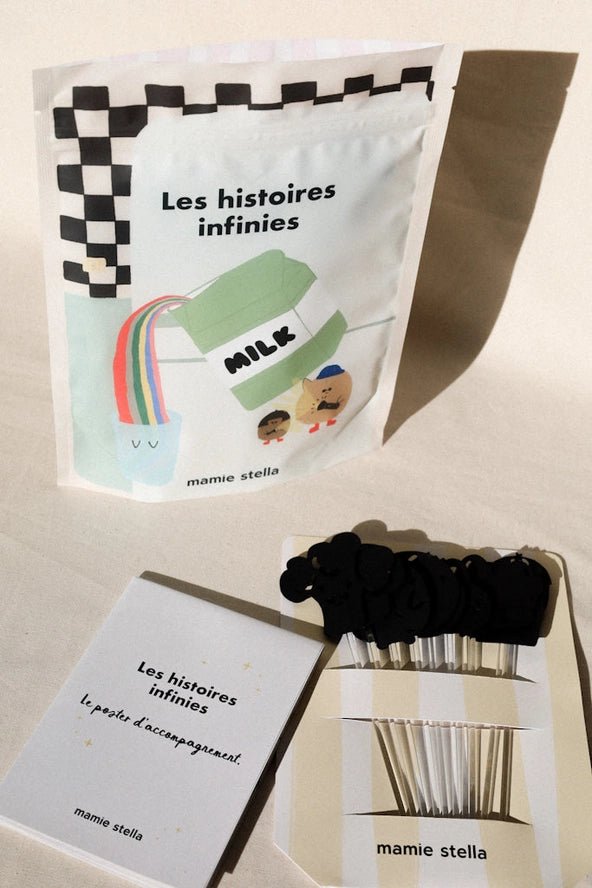 Les histoires
infinies
MILK
mamie stella
Les histoires
infinies
Le poster d'accompagnement.
mamie stella
mamie stella